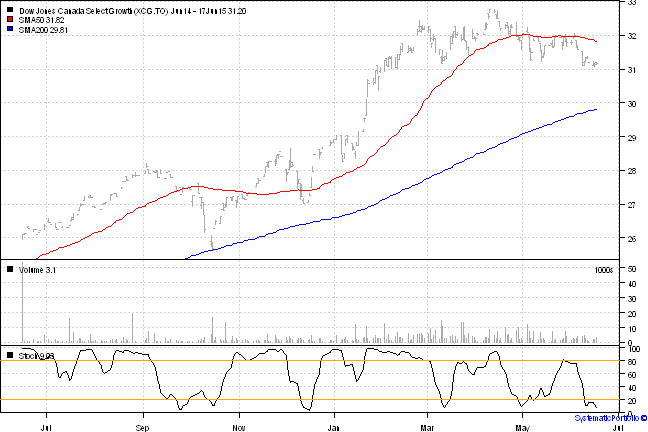 Dow Jones Canada Select Growth (XCG.TO) Jun 14 - 17 Jun 15 31.20
SMA50 31.82
SMA200 29.81
33
32
31
30
29
28
27
26
Volume 3.1
1000s
50
40
30
20
10
0
Stoch 9.03
100
80
60
40
20
0
Jul Sep Nov Jan Mar May Jul
SystematicPortfolio ©